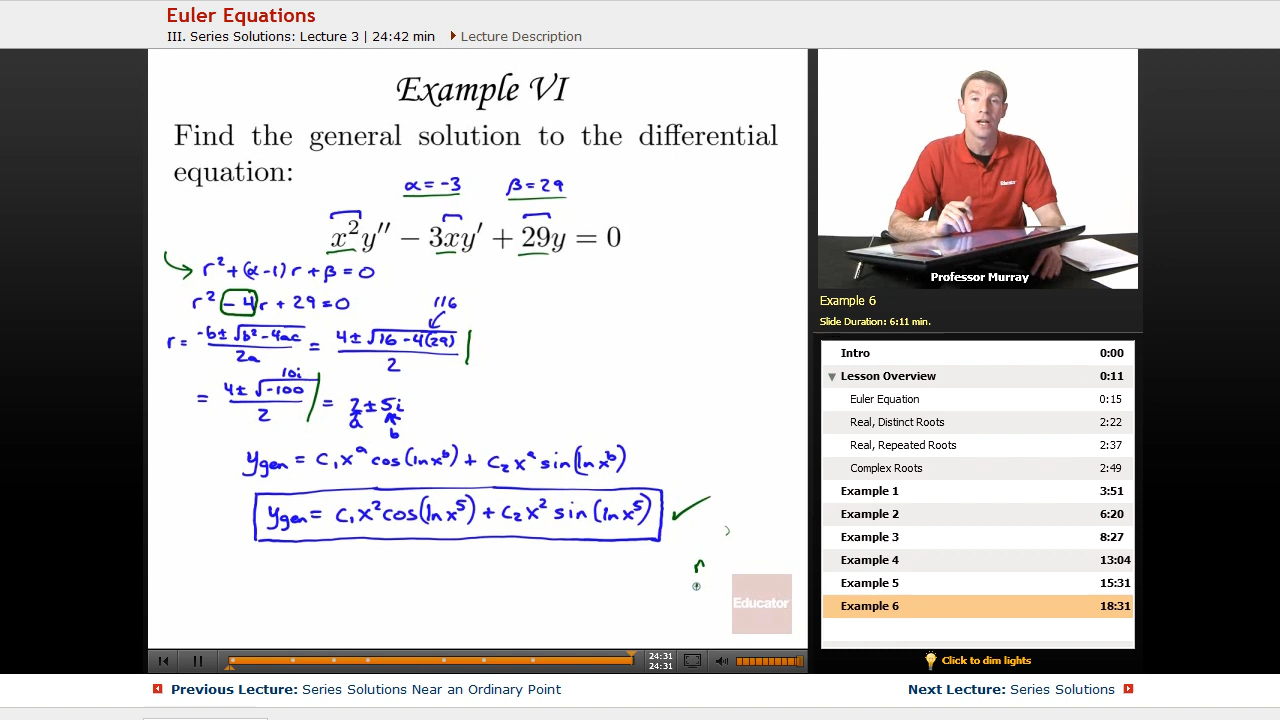 Euler Equations
III. Series Solutions: Lecture 3 | 24:42 min
Lecture Description
Example VI
Find the general solution to the differential
equation:
α = -3 β = 29
x²y″ − 3xy′ + 29y = 0
r² + (α-1) r + β = 0
r² - 4r + 29 = 0
116
r = -b ± √b² - 4ac / 2a = 4 ± √16 - 4(29) / 2
10i
= 4 ± √-100 / 2 = 2 ± 5i
a b
ygen = c₁xᵃ cos(ln xᵇ) + c₂xᵃ sin(ln xᵇ)
ygen = c₁x² cos(ln x⁵) + c₂x² sin(ln x⁵)
r
Educator
24:31
24:31
Educator
Professor Murray
Example 6
Slide Duration: 6:11 min.
Intro 0:00
Lesson Overview 0:11
Euler Equation 0:15
Real, Distinct Roots 2:22
Real, Repeated Roots 2:37
Complex Roots 2:49
Example 1 3:51
Example 2 6:20
Example 3 8:27
Example 4 13:04
Example 5 15:31
Example 6 18:31
Click to dim lights
Previous Lecture: Series Solutions Near an Ordinary Point
Next Lecture: Series Solutions